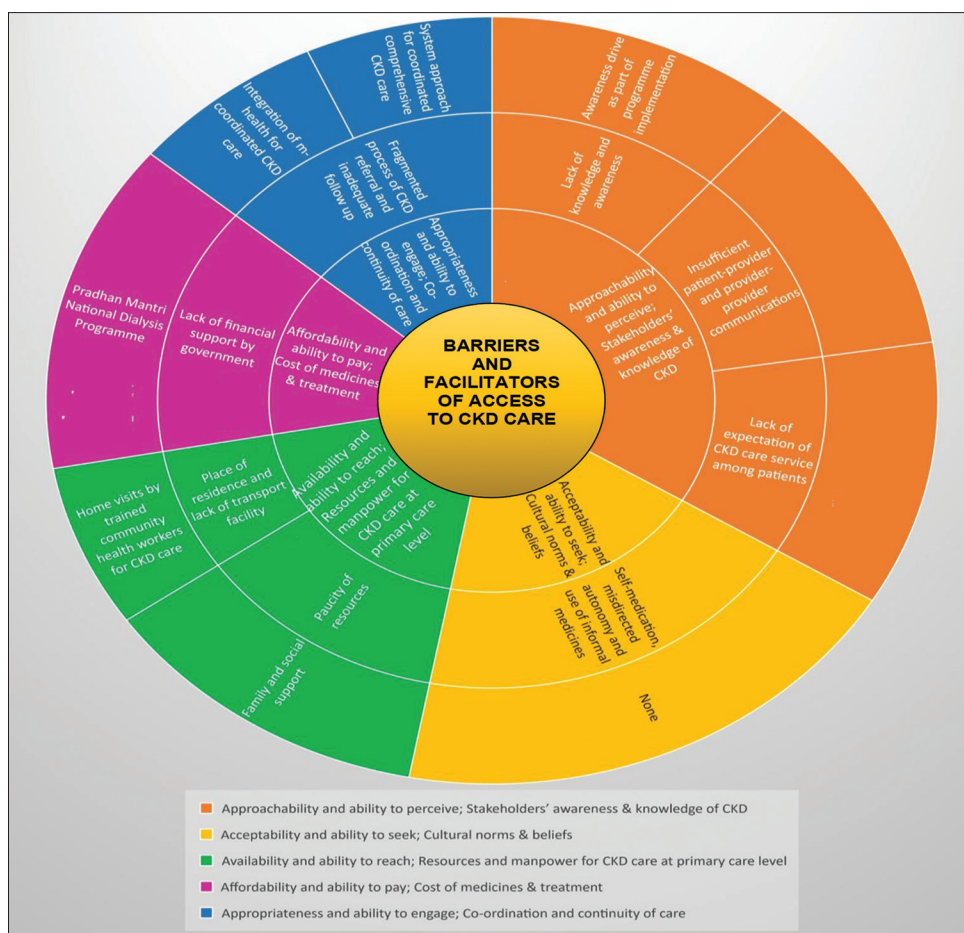 BARRIERS
AND
FACILITATORS
OF ACCESS
TO CKD CARE
Approachability
and ability to
perceive;
Stakeholders'
awareness &
knowledge of
CKD
Lack of
knowledge and
awareness
Awareness drive
as part of
programme
implementation
Insufficient
patient-provider
and provider-
provider
communications
Lack of
expectation of
CKD care service
among patients
Acceptability and
ability to seek;
Cultural norms &
beliefs
Self-medication,
misdirected
autonomy and
use of informal
medicines
None
Availability and
ability to reach;
Resources and
manpower for
CKD care at
primary care
level
Paucity of
resources
Family and social
support
Place of
residence and
lack of transport
facility
Home visits by
trained
community
health workers
for CKD care
Affordability and
ability to pay;
Cost of medicines
& treatment
Lack of financial
support by
government
Pradhan Mantri
National Dialysis
Programme
Appropriateness
and ability to
engage; Co-
ordination and
continuity of care
Fragmented
process of CKD
referral and
inadequate
follow up
Integration of m-
health for
coordinated CKD
care
System approach
for coordinated
comprehensive
CKD care
Approachability and ability to perceive; Stakeholders' awareness & knowledge of CKD
Acceptability and ability to seek; Cultural norms & beliefs
Availability and ability to reach; Resources and manpower for CKD care at primary care level
Affordability and ability to pay; Cost of medicines & treatment
Appropriateness and ability to engage; Co-ordination and continuity of care